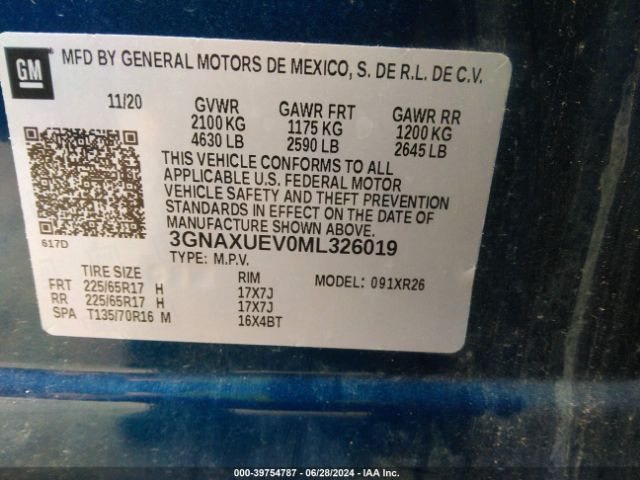 GM MFD BY GENERAL MOTORS DE MEXICO, S. DE R.L. DE C.V.
11/20 GVWR GAWR FRT GAWR RR
2100 KG 1175 KG 1200 KG
4630 LB 2590 LB 2645 LB
THIS VEHICLE CONFORMS TO ALL
APPLICABLE U.S. FEDERAL MOTOR
VEHICLE SAFETY AND THEFT PREVENTION
STANDARDS IN EFFECT ON THE DATE OF
MANUFACTURE SHOWN ABOVE.
617D 3GNAXUEV0ML326019
TYPE: M.P.V.
TIRE SIZE RIM MODEL: 091XR26
FRT 225/65R17 H 17X7J
RR 225/65R17 H 17X7J
SPA T135/70R16 M 16X4BT
000-39754787 - 06/28/2024 - IAA Inc.